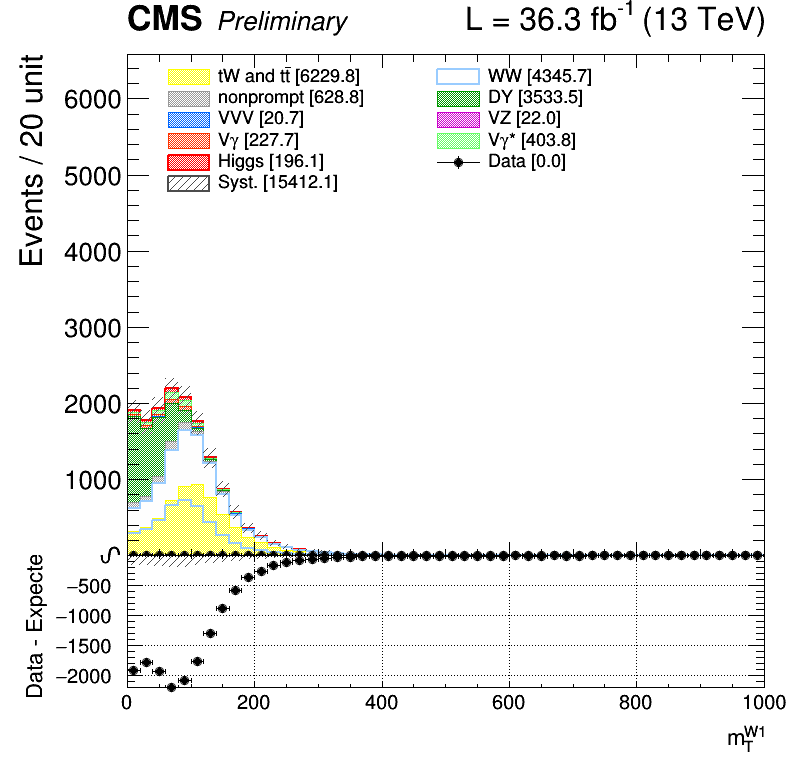 CMS Preliminary L = 36.3 fb⁻¹ (13 TeV)
Events / 20 unit
tW and tt̄ [6229.8] WW [4345.7]
nonprompt [628.8] DY [3533.5]
VVV [20.7] VZ [22.0]
Vγ [227.7] Vγ* [403.8]
Higgs [196.1] Data [0.0]
Syst. [15412.1]
6000
5000
4000
3000
2000
1000
0
Data - Expecte
−500
−1000
−1500
−2000
0 200 400 600 800 1000
m_T^W1